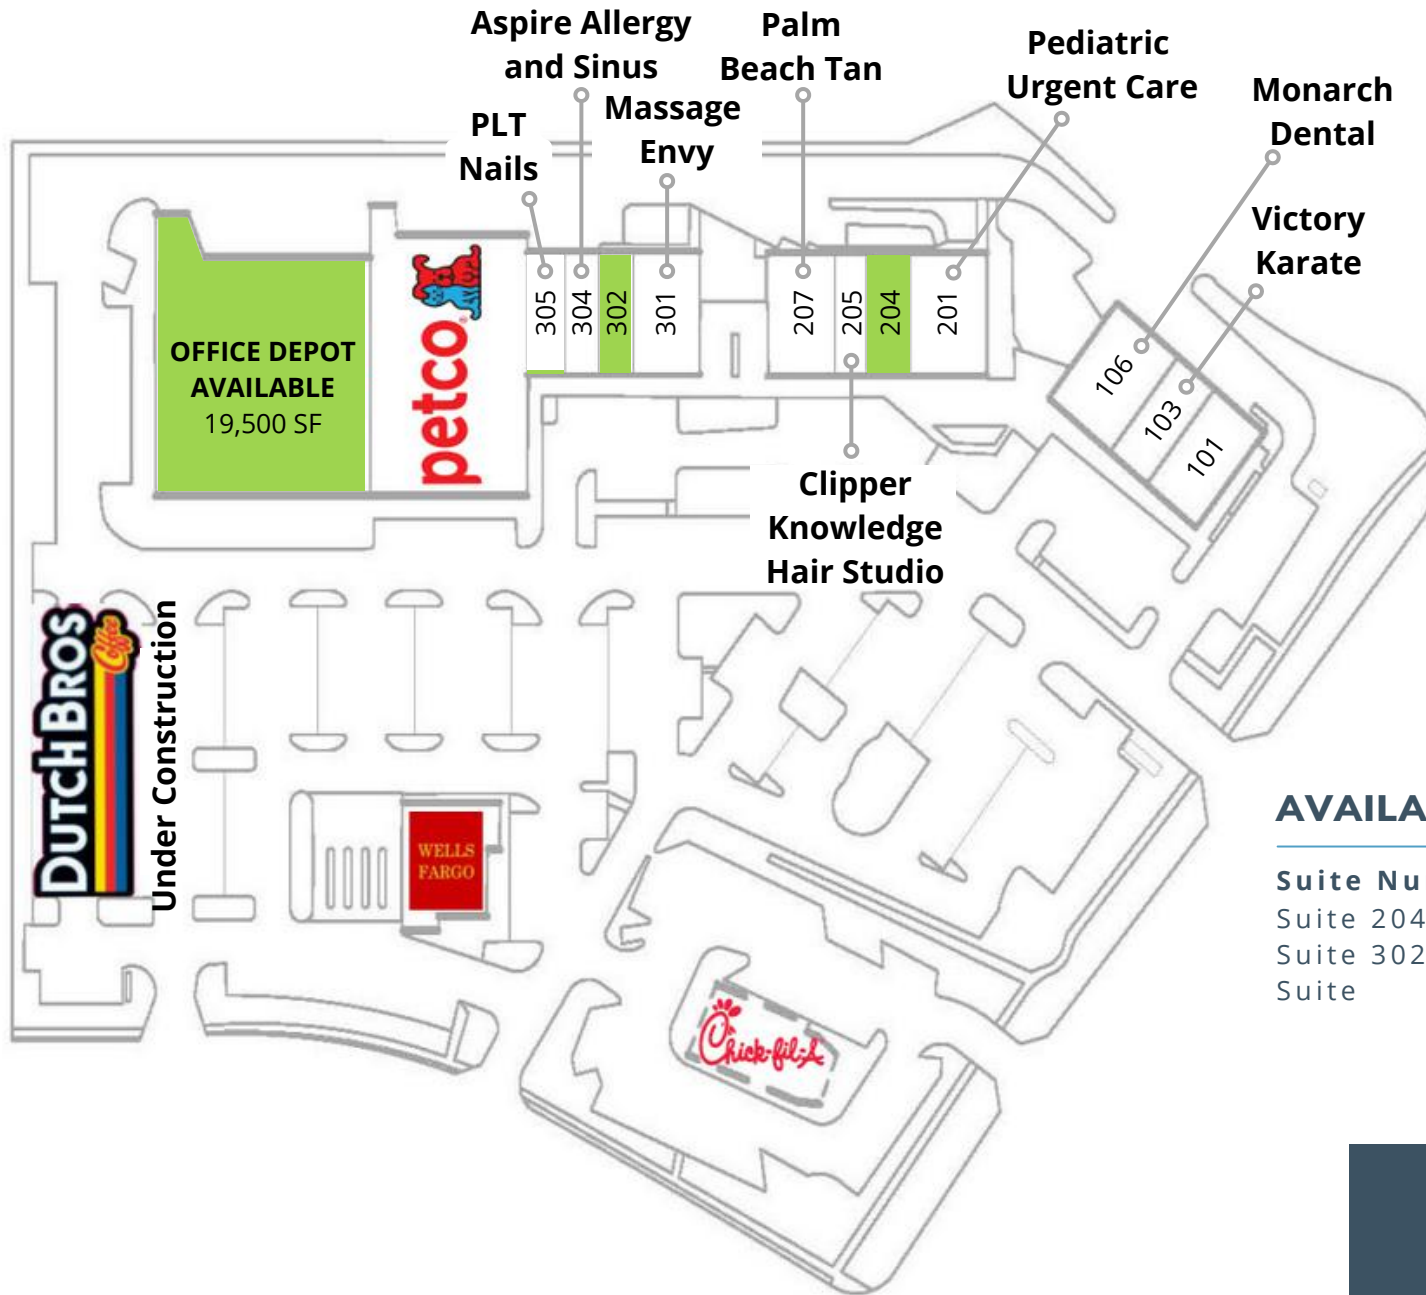 Aspire Allergy
and Sinus
Palm
Beach Tan
Pediatric
Urgent Care
Monarch
Dental
Massage
Envy
PLT
Nails
Victory
Karate
OFFICE DEPOT
AVAILABLE
19,500 SF
petco
305
304
302
301
207
205
204
201
106
103
101
Clipper
Knowledge
Hair Studio
DUTCH BROS
Coffee
Under Construction
WELLS
FARGO
Chick-fil-A
AVAILA
Suite Nu
Suite 204
Suite 302
Suite